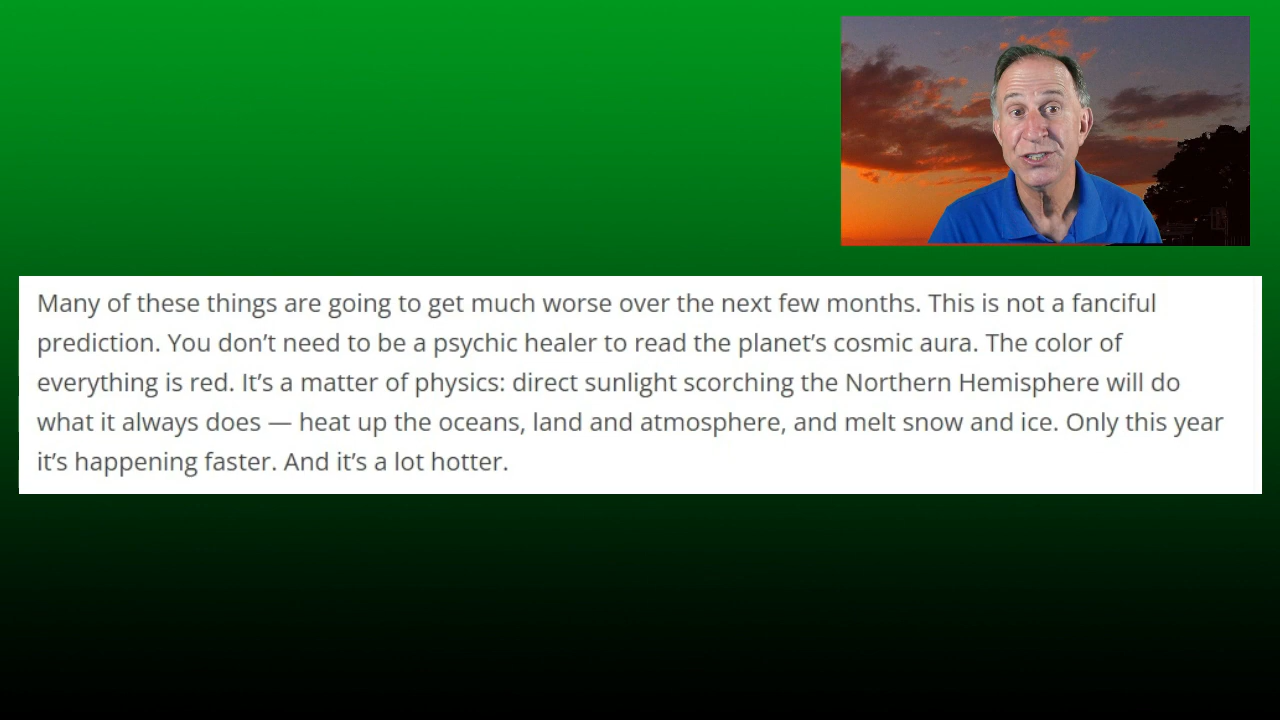 Many of these things are going to get much worse over the next few months. This is not a fanciful
prediction. You don’t need to be a psychic healer to read the planet’s cosmic aura. The color of
everything is red. It’s a matter of physics: direct sunlight scorching the Northern Hemisphere will do
what it always does — heat up the oceans, land and atmosphere, and melt snow and ice. Only this year
it’s happening faster. And it’s a lot hotter.